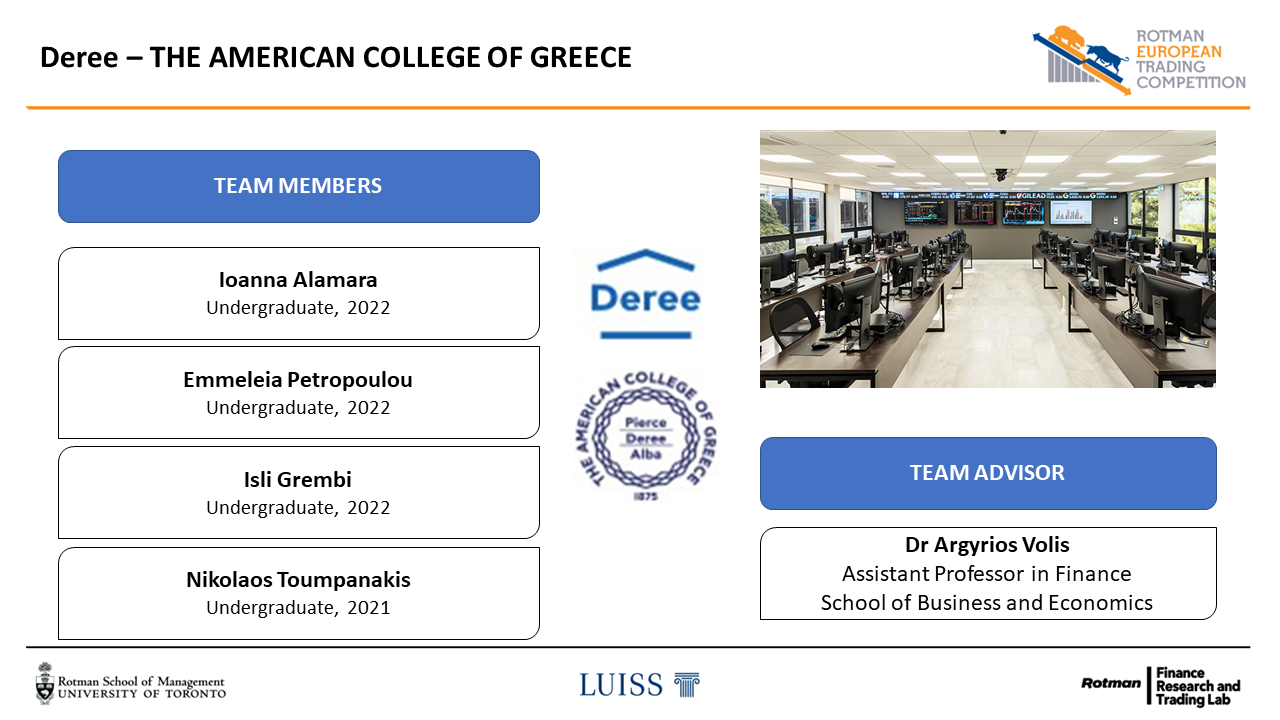 Deree – THE AMERICAN COLLEGE OF GREECE
ROTMAN
EUROPEAN
TRADING
COMPETITION
TEAM MEMBERS
Ioanna Alamara
Undergraduate, 2022
Emmeleia Petropoulou
Undergraduate, 2022
Isli Grembi
Undergraduate, 2022
Nikolaos Toumpanakis
Undergraduate, 2021
Deree
THE AMERICAN COLLEGE OF GREECE
Pierce
Deree
Alba
1875
GILEAD
TEAM ADVISOR
Dr Argyrios Volis
Assistant Professor in Finance
School of Business and Economics
Rotman School of Management
UNIVERSITY OF TORONTO
LUISS
Rotman
Finance
Research and
Trading Lab